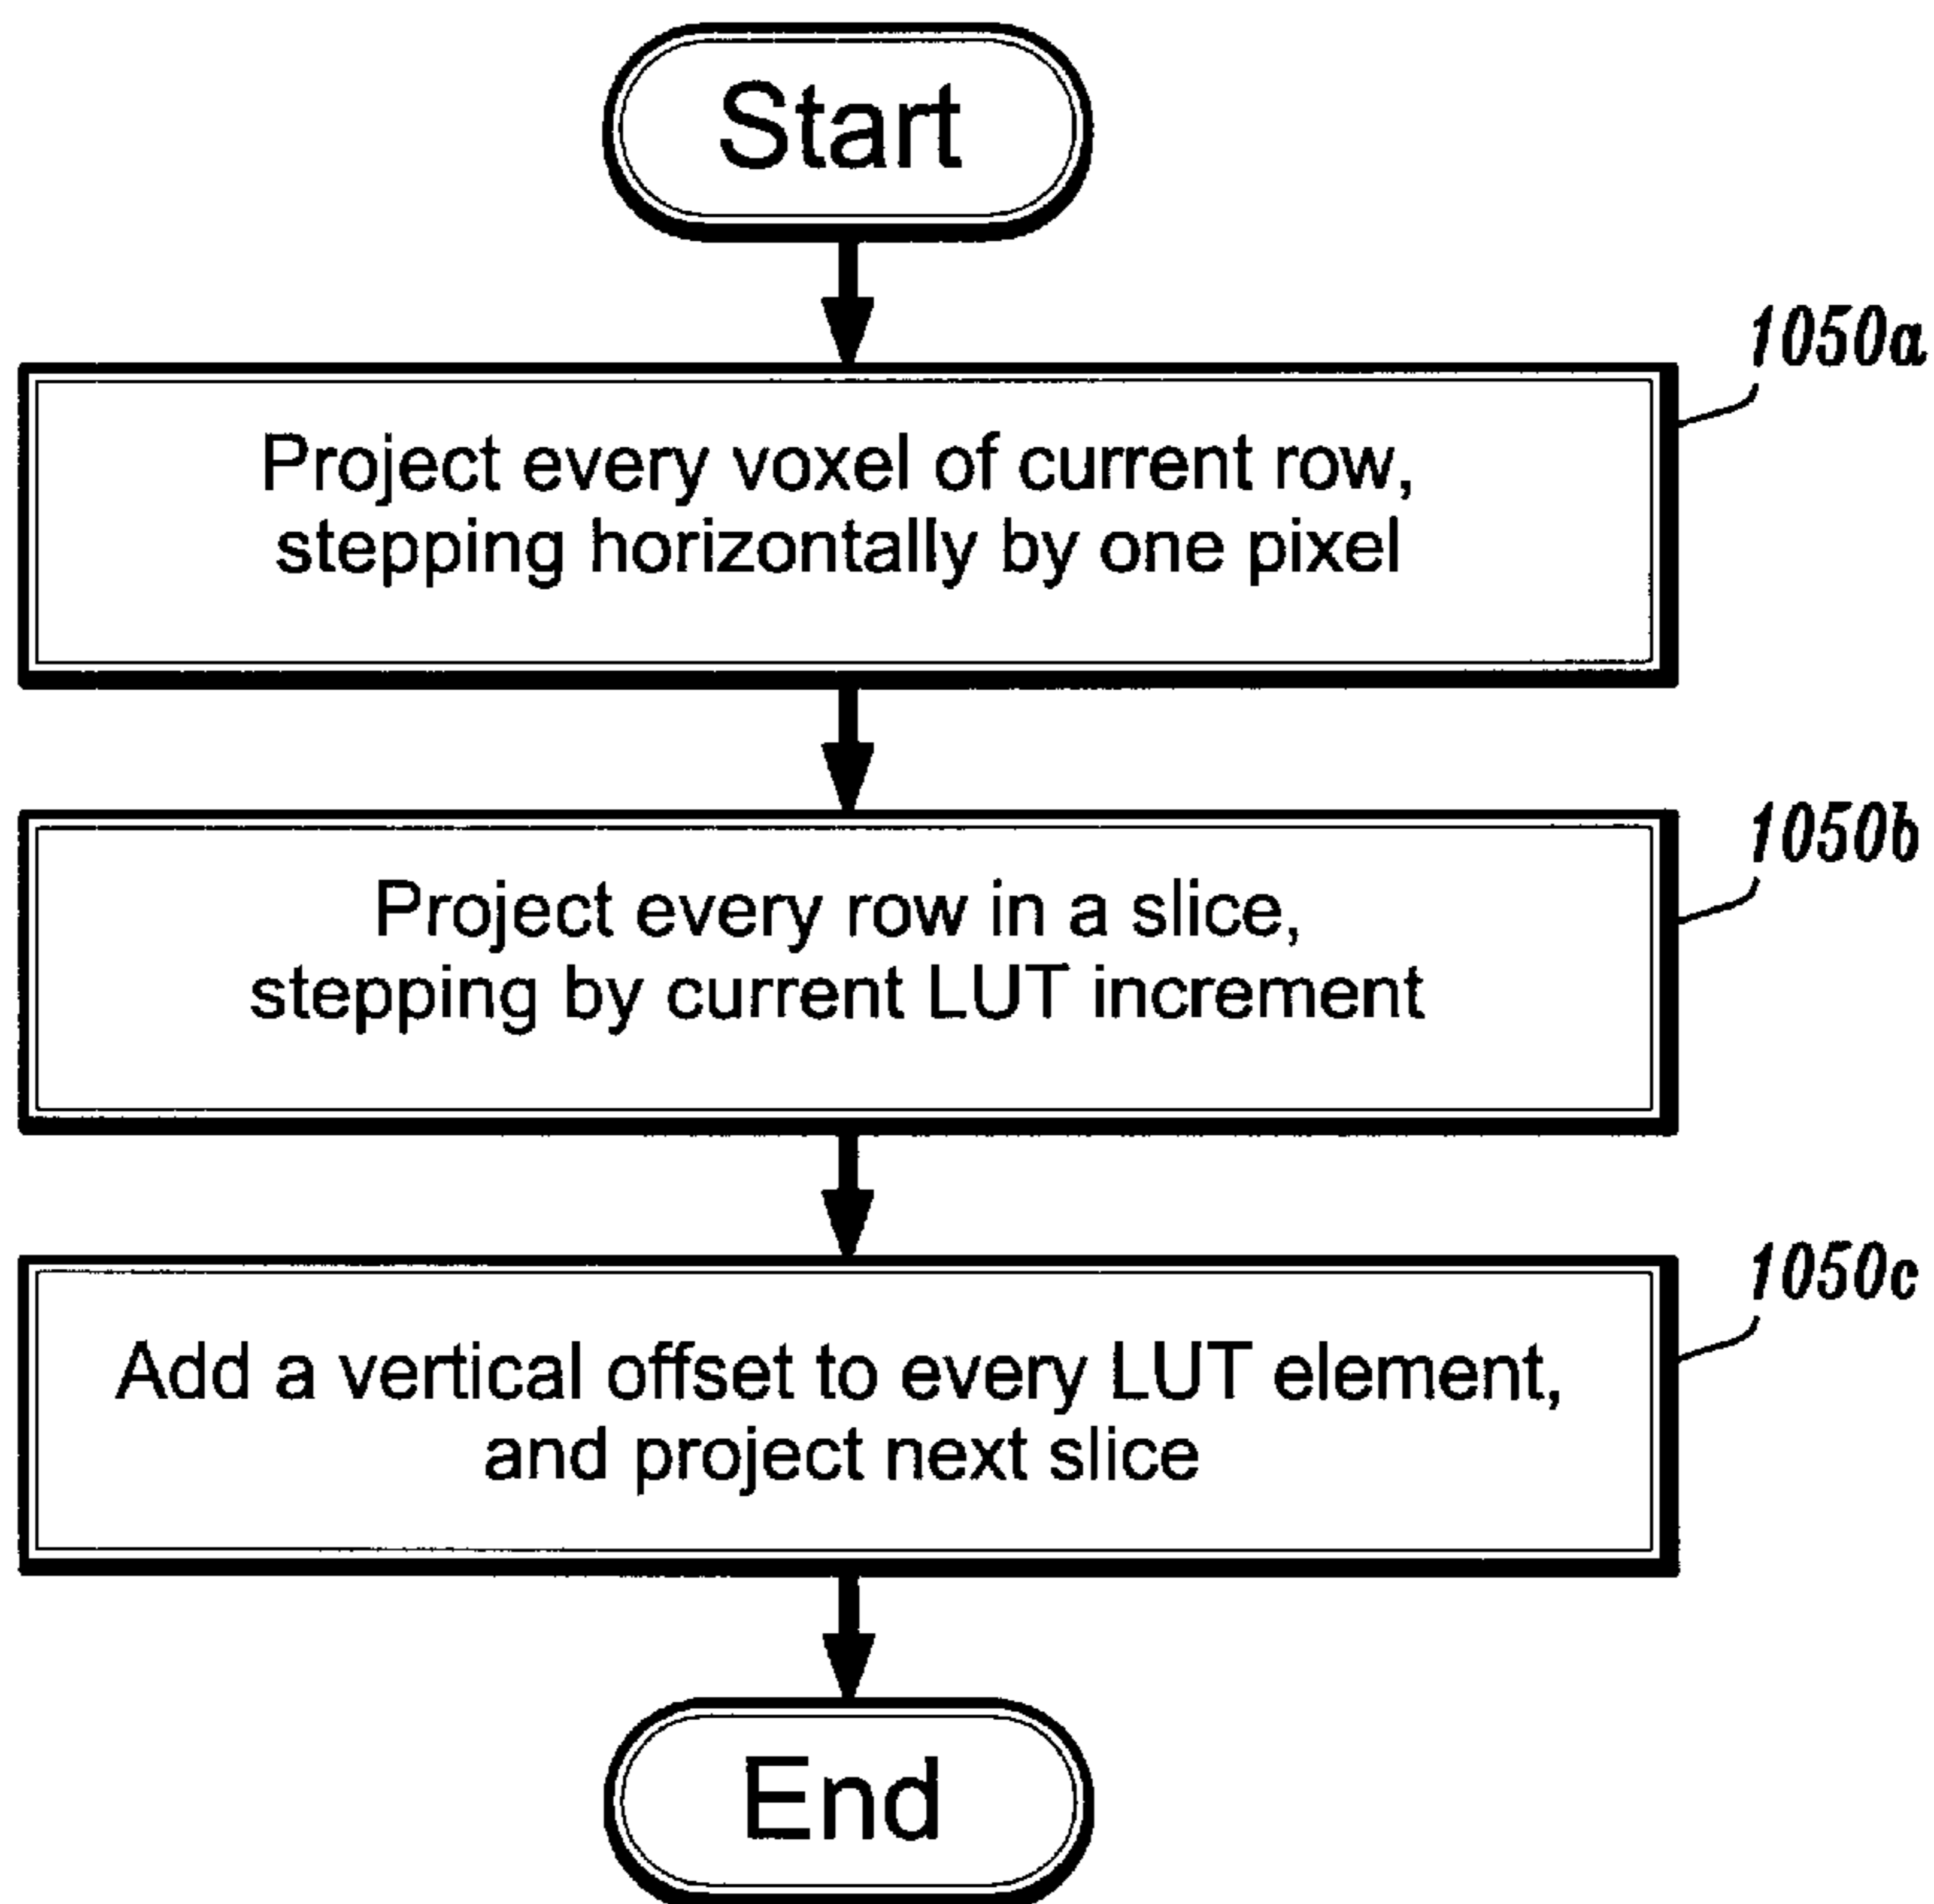 Start
1050a
Project every voxel of current row,
stepping horizontally by one pixel
1050b
Project every row in a slice,
stepping by current LUT increment
1050c
Add a vertical offset to every LUT element,
and project next slice
End